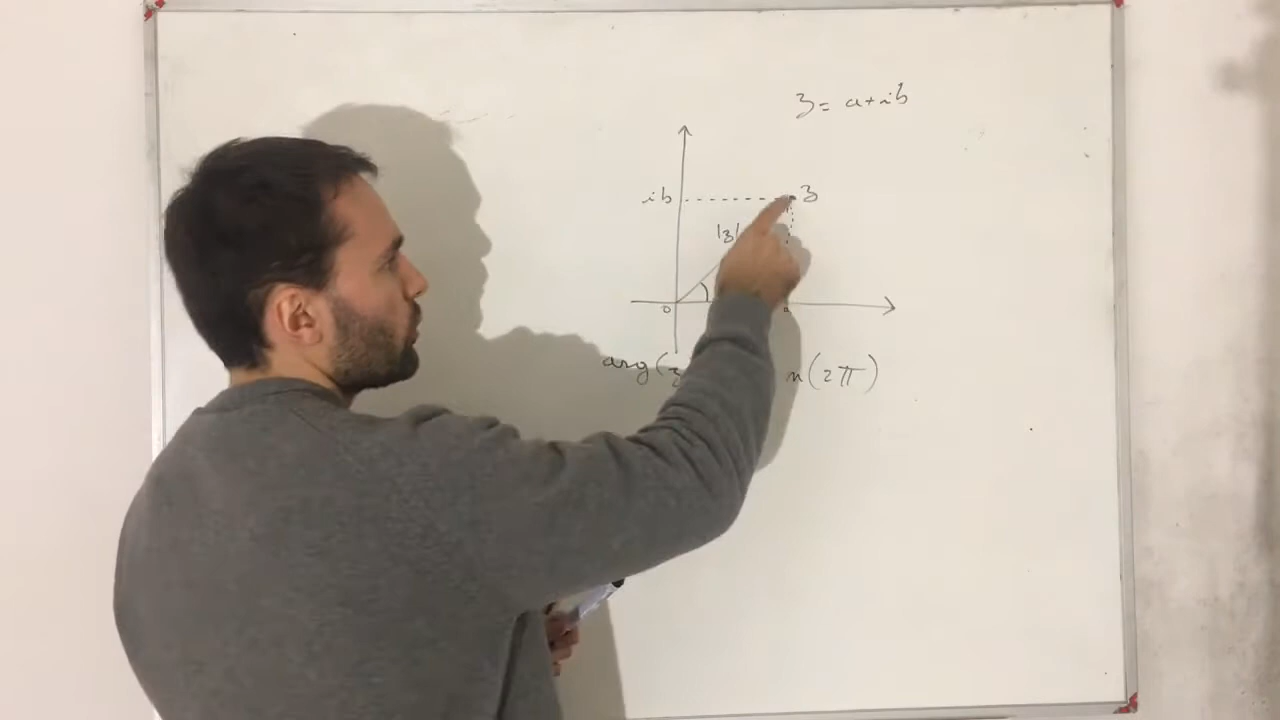 z = a+ib
ib
z
|z|
0
a
arg(z
(2π)